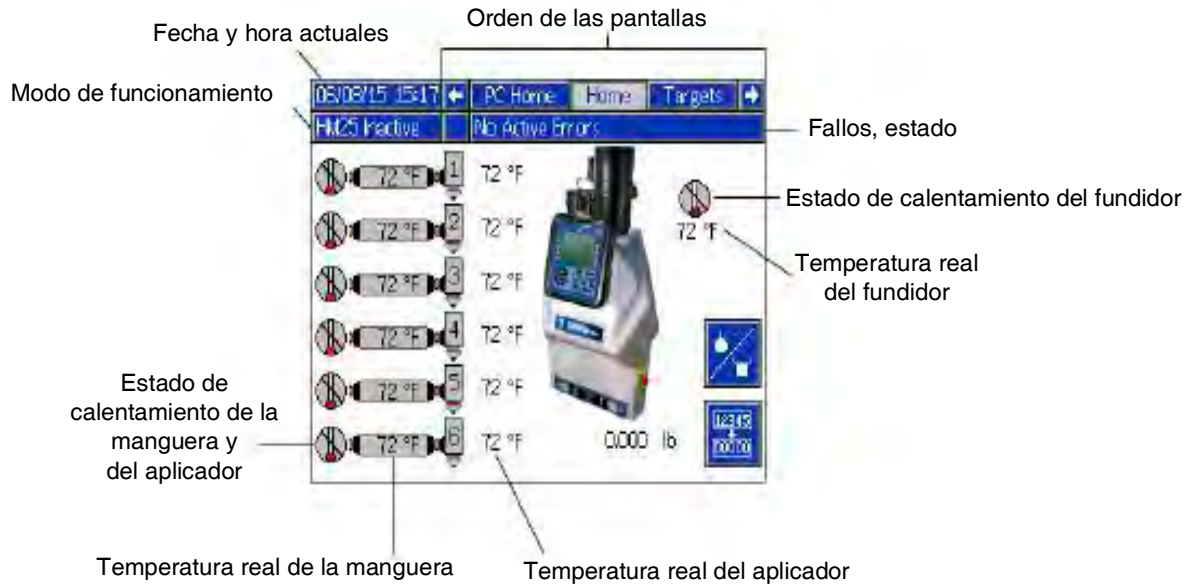 Orden de las pantallas
Fecha y hora actuales
Modo de funcionamiento
06/08/15 15:17 PC Home Home Targets
HM25 Inactive No Active Errors
Fallos, estado
72 °F 1 72 °F
Estado de calentamiento del fundidor
72 °F 2 72 °F
72 °F
Temperatura real
del fundidor
72 °F 3 72 °F
72 °F 4 72 °F
72 °F 5 72 °F
72 °F 6 72 °F
Estado de
calentamiento de la
manguera y
del aplicador
0.000 lb
12345
00000
Temperatura real de la manguera
Temperatura real del aplicador